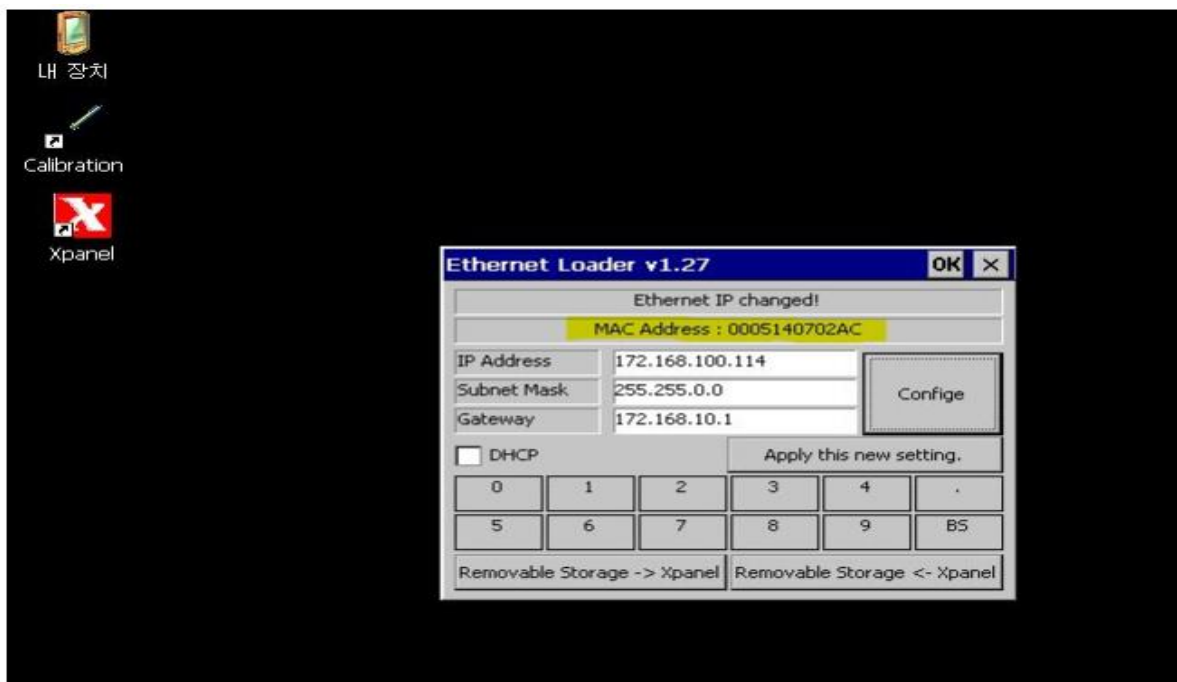 내 장치
Calibration
X
Xpanel
Ethernet Loader v1.27 OK ×
Ethernet IP changed!
MAC Address : 0005140702AC
IP Address 172.168.100.114
Subnet Mask 255.255.0.0
Gateway 172.168.10.1
Confige
DHCP Apply this new setting.
0 1 2 3 4 .
5 6 7 8 9 BS
Removable Storage -> Xpanel Removable Storage <- Xpanel